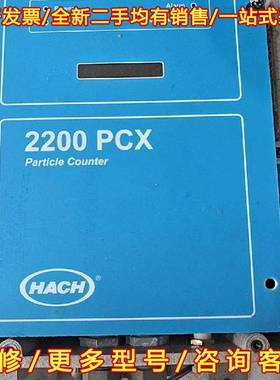 发票/全新二手均有销售/一站式
Alarm
2200 PCX
Particle Counter
HACH®
修/更多型号/咨询客